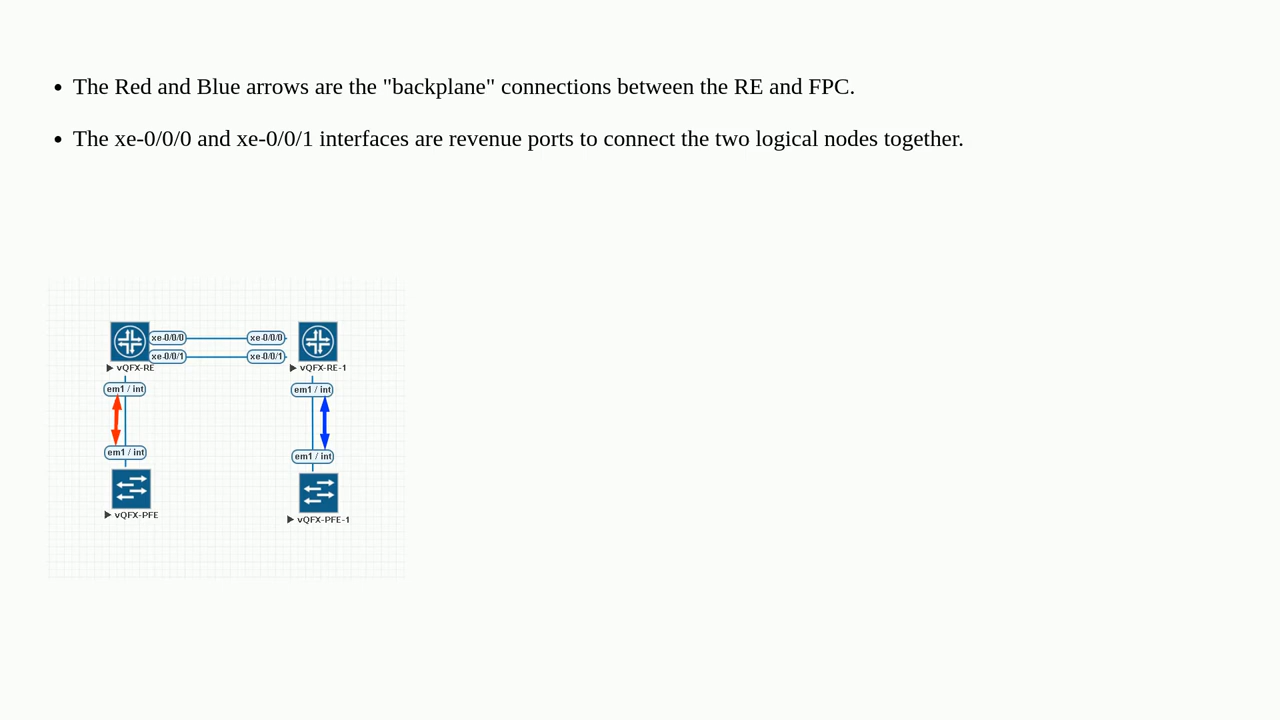 The Red and Blue arrows are the "backplane" connections between the RE and FPC.
The xe-0/0/0 and xe-0/0/1 interfaces are revenue ports to connect the two logical nodes together.
xe-0/0/0 xe-0/0/0
xe-0/0/1 xe-0/0/1
vQFX-RE vQFX-RE-1
em1 / int em1 / int
em1 / int em1 / int
vQFX-PFE vQFX-PFE-1